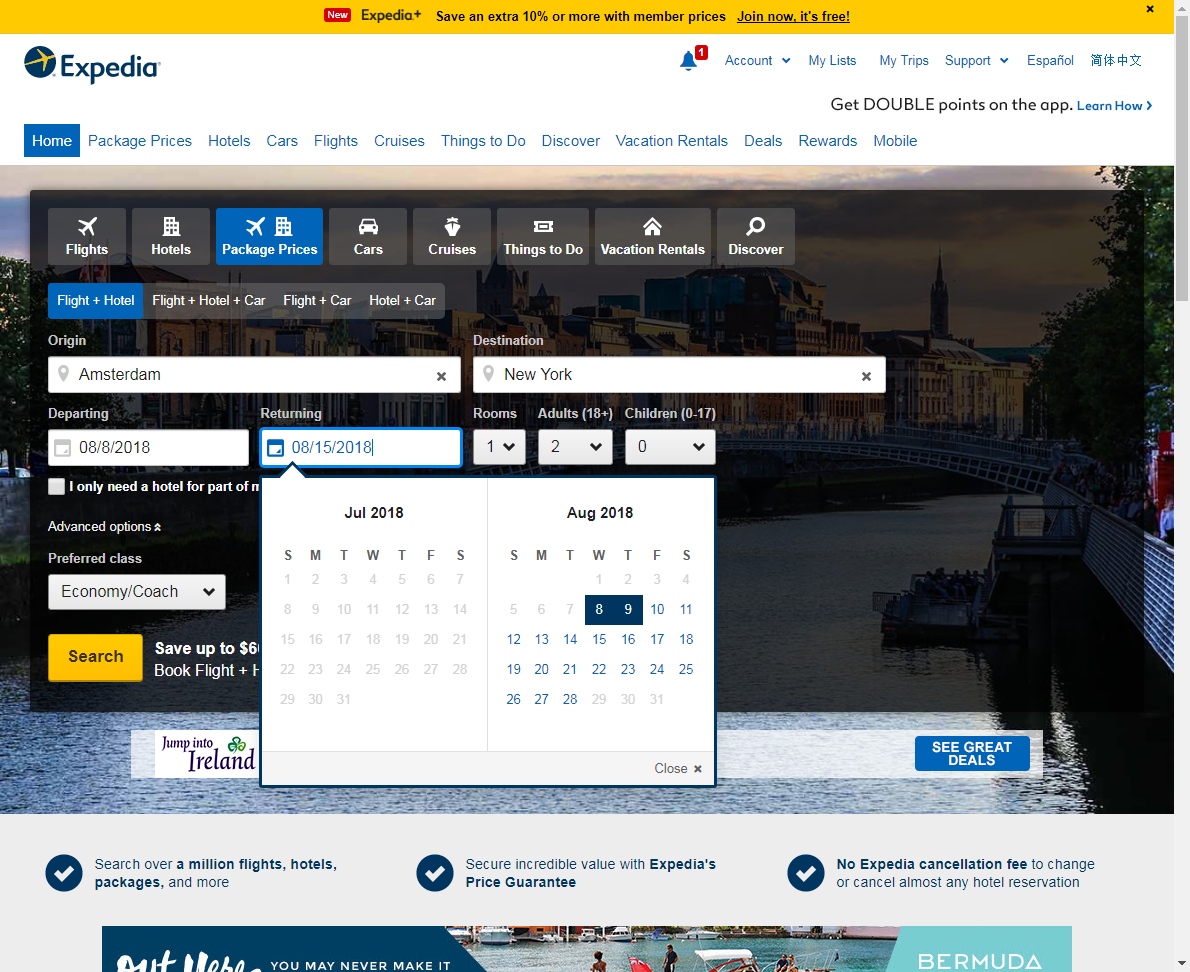 New Expedia+ Save an extra 10% or more with member prices Join now, it's free!
Expedia
1
Account My Lists My Trips Support Español 简体中文
Get DOUBLE points on the app. Learn How
Home Package Prices Hotels Cars Flights Cruises Things to Do Discover Vacation Rentals Deals Rewards Mobile
Flights Hotels Package Prices Cars Cruises Things to Do Vacation Rentals Discover
Flight + Hotel Flight + Hotel + Car Flight + Car Hotel + Car
Origin Destination
Amsterdam New York
Departing Returning Rooms Adults (18+) Children (0-17)
08/8/2018 08/15/2018 1 2 0
I only need a hotel for part of
Advanced options
Preferred class
Economy/Coach
Search
Save up to
Book Flight +
Jul 2018
S M T W T F S
1 2 3 4 5 6 7
8 9 10 11 12 13 14
15 16 17 18 19 20 21
22 23 24 25 26 27 28
29 30 31
Aug 2018
S M T W T F S
1 2 3 4
5 6 7 8 9 10 11
12 13 14 15 16 17 18
19 20 21 22 23 24 25
26 27 28 29 30 31
Close
Jump into
Ireland
SEE GREAT
DEALS
Search over a million flights, hotels,
packages, and more
Secure incredible value with Expedia's
Price Guarantee
No Expedia cancellation fee to change
or cancel almost any hotel reservation
Out Here
YOU MAY NEVER MAKE IT
BERMUDA